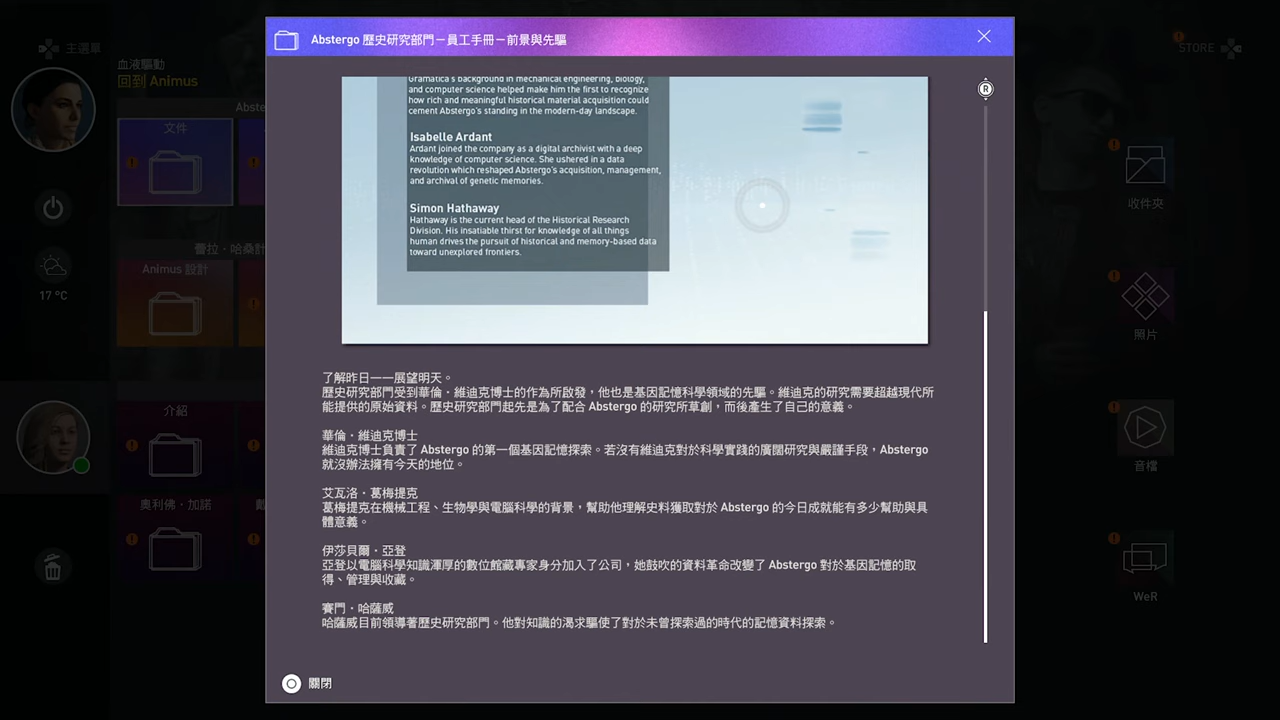 Abstergo 歷史研究部門－員工手冊－前景與先驅
主選單
STORE
血液驅動
回到 Animus
Abste
文件
17 °C
蕾拉．哈桑計
Animus 設計
介紹
奧利佛．加諾
戴
收件夾
照片
音檔
WeR
Gramatica's background in mechanical engineering, biology,
and computer science helped make him the first to recognize
how rich and meaningful historical material acquisition could
cement Abstergo's standing in the modern-day landscape.
Isabelle Ardant
Ardant joined the company as a digital archivist with a deep
knowledge of computer science. She ushered in a data
revolution which reshaped Abstergo's acquisition, management,
and archival of genetic memories.
Simon Hathaway
Hathaway is the current head of the Historical Research
Division. His insatiable thirst for knowledge of all things
human drives the pursuit of historical and memory-based data
toward unexplored frontiers.
R
了解昨日——展望明天。
歷史研究部門受到華倫．維迪克博士的作為所啟發，他也是基因記憶科學領域的先驅。維迪克的研究需要超越現代所
能提供的原始資料。歷史研究部門起先是為了配合 Abstergo 的研究所草創，而後產生了自己的意義。
華倫．維迪克博士
維迪克博士負責了 Abstergo 的第一個基因記憶探索。若沒有維迪克對於科學實踐的廣闊研究與嚴謹手段，Abstergo
就沒辦法擁有今天的地位。
艾瓦洛．葛梅提克
葛梅提克在機械工程、生物學與電腦科學的背景，幫助他理解史料獲取對於 Abstergo 的今日成就能有多少幫助與具
體意義。
伊莎貝爾．亞登
亞登以電腦科學知識渾厚的數位館藏專家身分加入了公司，她鼓吹的資料革命改變了 Abstergo 對於基因記憶的取
得、管理與收藏。
賽門．哈薩威
哈薩威目前領導著歷史研究部門。他對知識的渴求驅使了對於未曾探索過的時代的記憶資料探索。
關閉